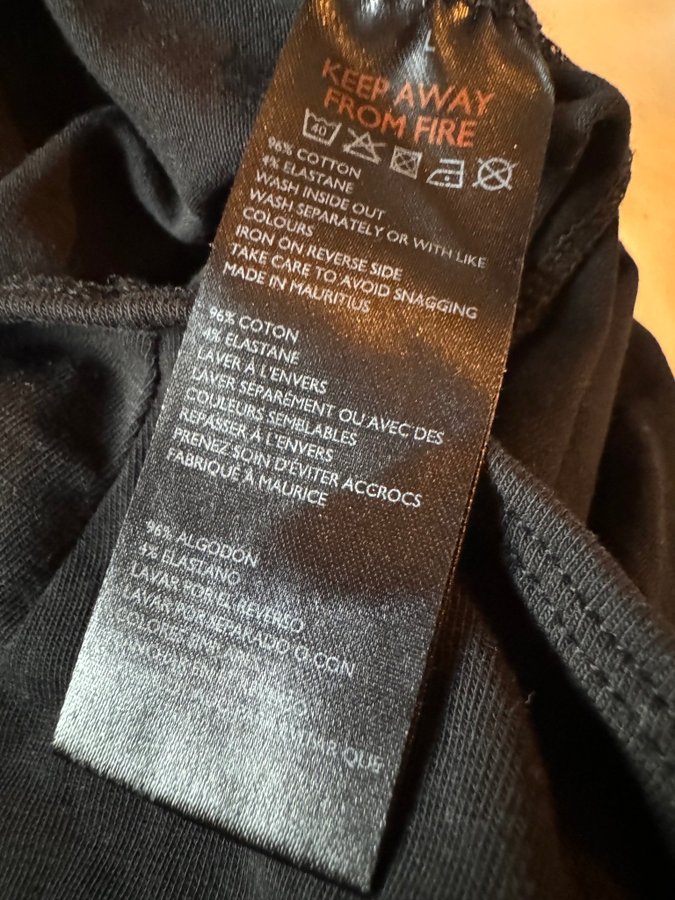 L
KEEP AWAY
FROM FIRE
40
96% COTTON
4% ELASTANE
WASH INSIDE OUT
WASH SEPARATELY OR WITH LIKE
COLOURS
IRON ON REVERSE SIDE
TAKE CARE TO AVOID SNAGGING
MADE IN MAURITIUS
96% COTON
4% ELASTANE
LAVER À L'ENVERS
LAVER SÉPARÉMENT OU AVEC DES
COULEURS SEMELABLES
REPASSER À L'ENVERS
PRENEZ SOIN D'ÉVITER ACCROCS
FABRIQUÉ À MAURICE
96% ALGODON
4% ELASTANO
LAVAR POR EL REVERSO
LAVAR POR SEPARADO O CON